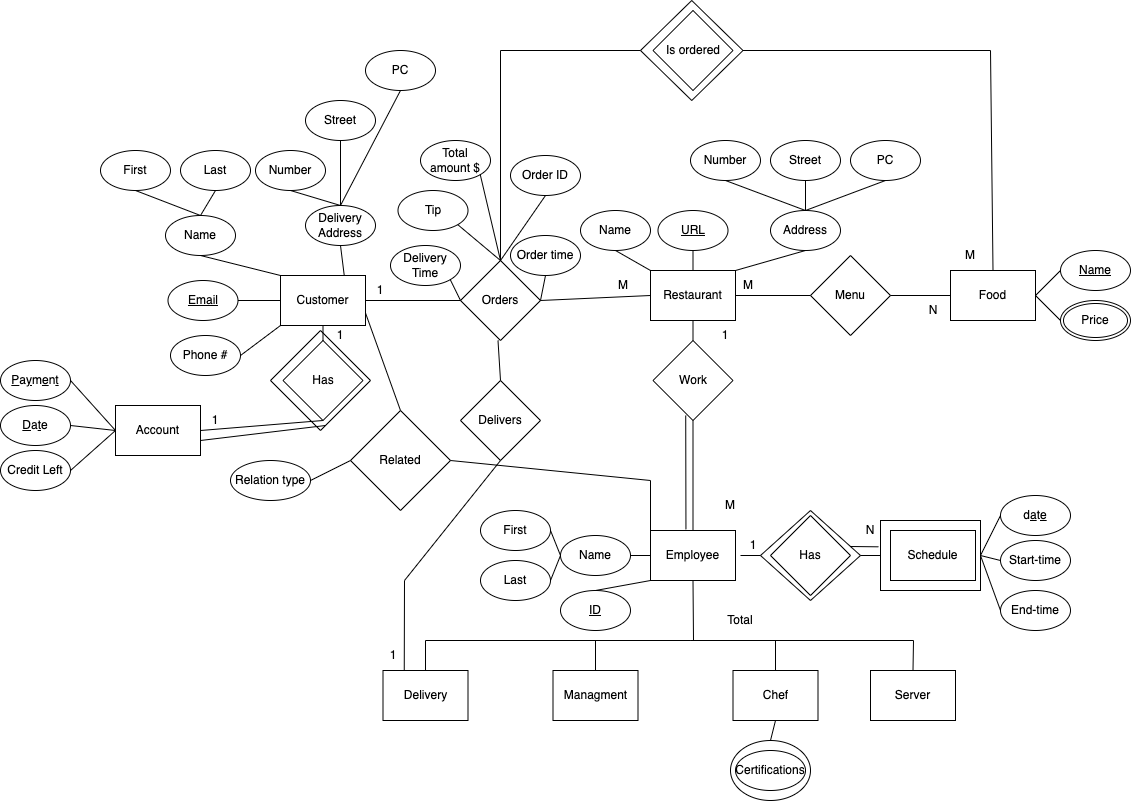 Is ordered
PC
Street
First
Last
Number
Total
amount $
Order ID
Number
Street
PC
Tip
Name
Delivery
Address
Name
URL
Address
Delivery
Time
Order time
M
Email
Customer
1
Orders
M
Restaurant
M
Menu
N
Food
Name
Price
Phone #
1
1
Has
Work
Payment
Date
Credit Left
Account
1
Delivers
Related
Relation type
M
First
Last
Name
ID
Employee
1
Has
N
Schedule
date
Start-time
End-time
Total
1
Delivery
Managment
Chef
Server
Certifications